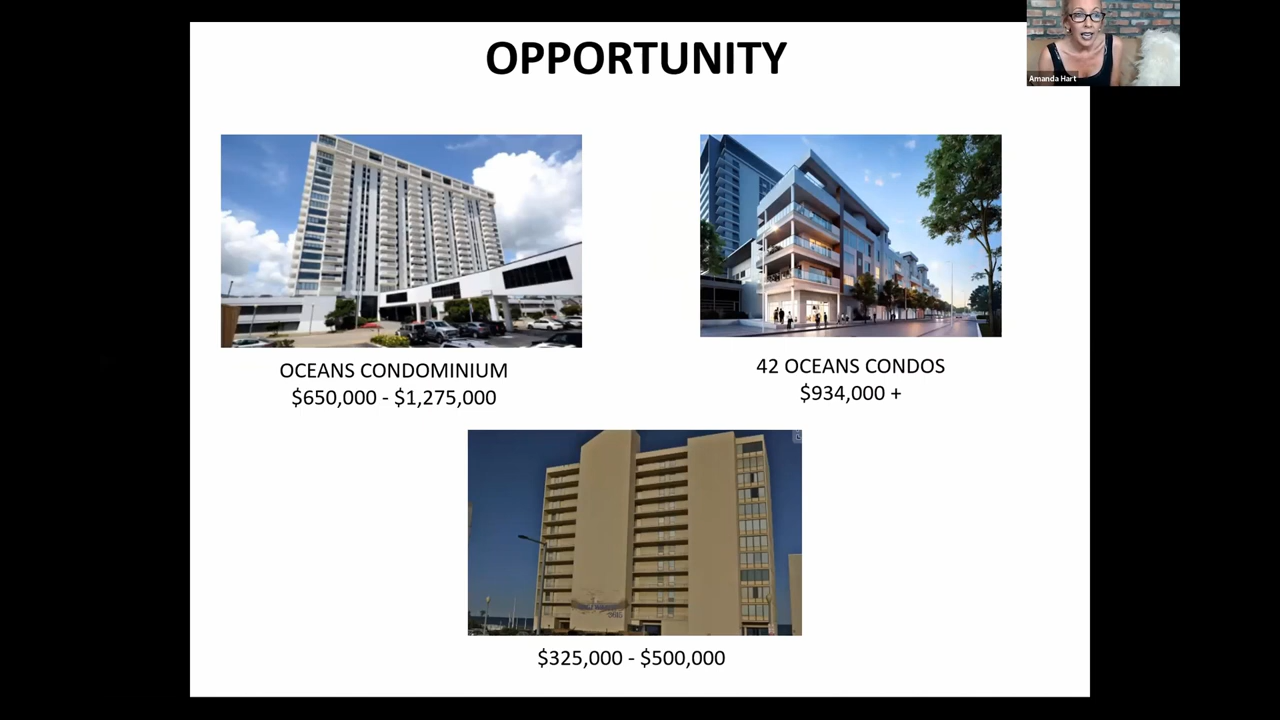 OPPORTUNITY
Amanda Hart
OCEANS CONDOMINIUM
$650,000 - $1,275,000
42 OCEANS CONDOS
$934,000 +
$325,000 - $500,000